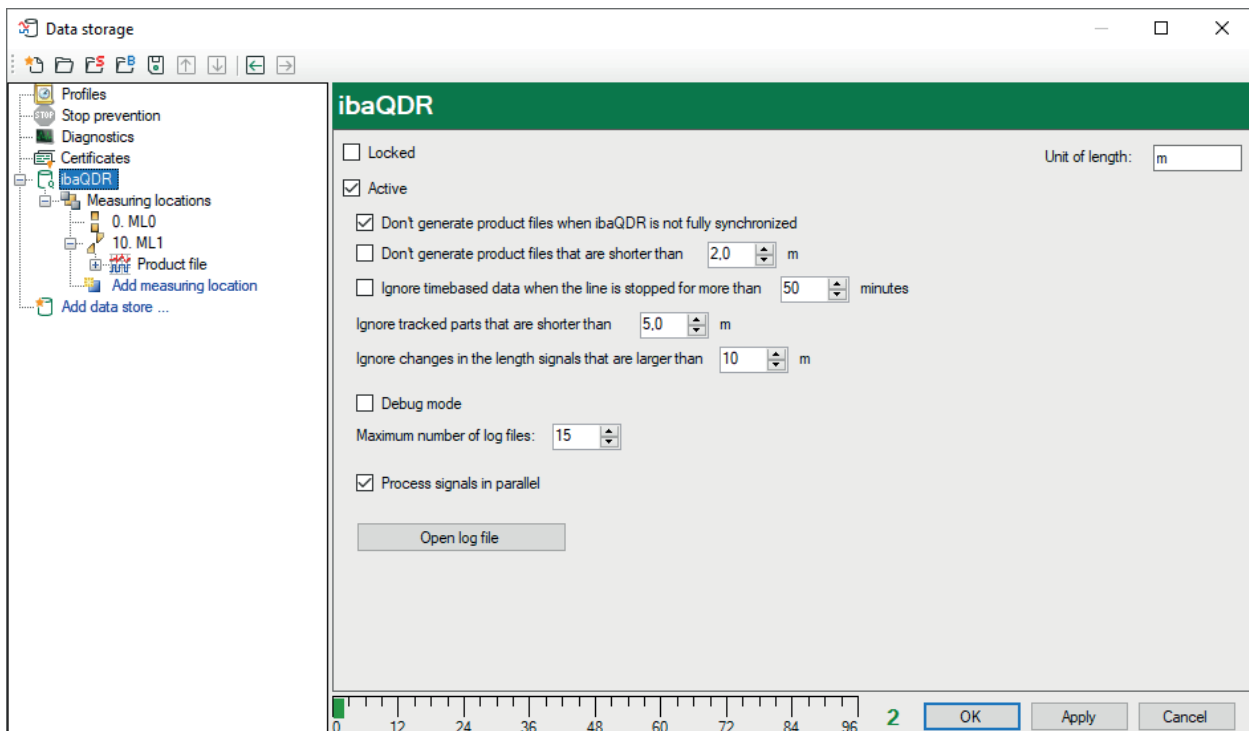 Data storage
S
B
Profiles
STOP
Stop prevention
Diagnostics
Certificates
ibaQDR
Measuring locations
0. ML0
10. ML1
Product file
Add measuring location
Add data store ...
ibaQDR
Locked
Unit of length: m
Active
Don't generate product files when ibaQDR is not fully synchronized
Don't generate product files that are shorter than 2,0 m
Ignore timebased data when the line is stopped for more than 50 minutes
Ignore tracked parts that are shorter than 5,0 m
Ignore changes in the length signals that are larger than 10 m
Debug mode
Maximum number of log files: 15
Process signals in parallel
Open log file
0 12 24 36 48 60 72 84 96
2 OK Apply Cancel